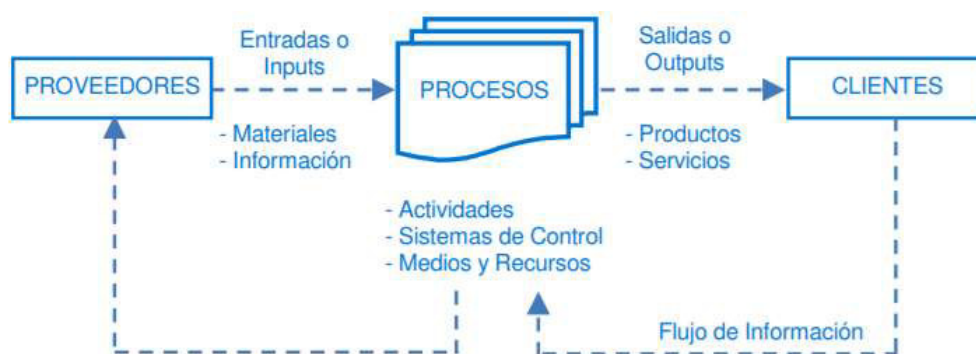 Entradas o
Inputs
Salidas o
Outputs
PROVEEDORES
PROCESOS
CLIENTES
- Materiales
- Información
- Productos
- Servicios
- Actividades
- Sistemas de Control
- Medios y Recursos
Flujo de Información